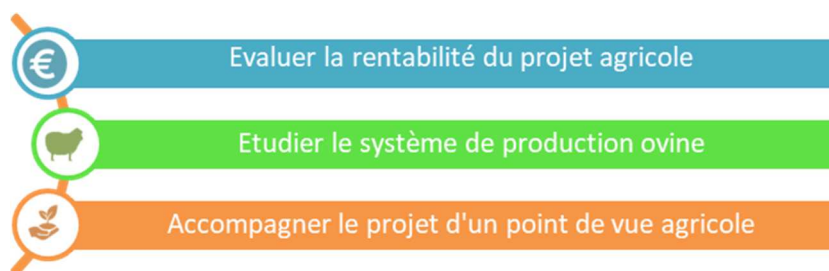 €
Evaluer la rentabilité du projet agricole
Etudier le système de production ovine
Accompagner le projet d'un point de vue agricole